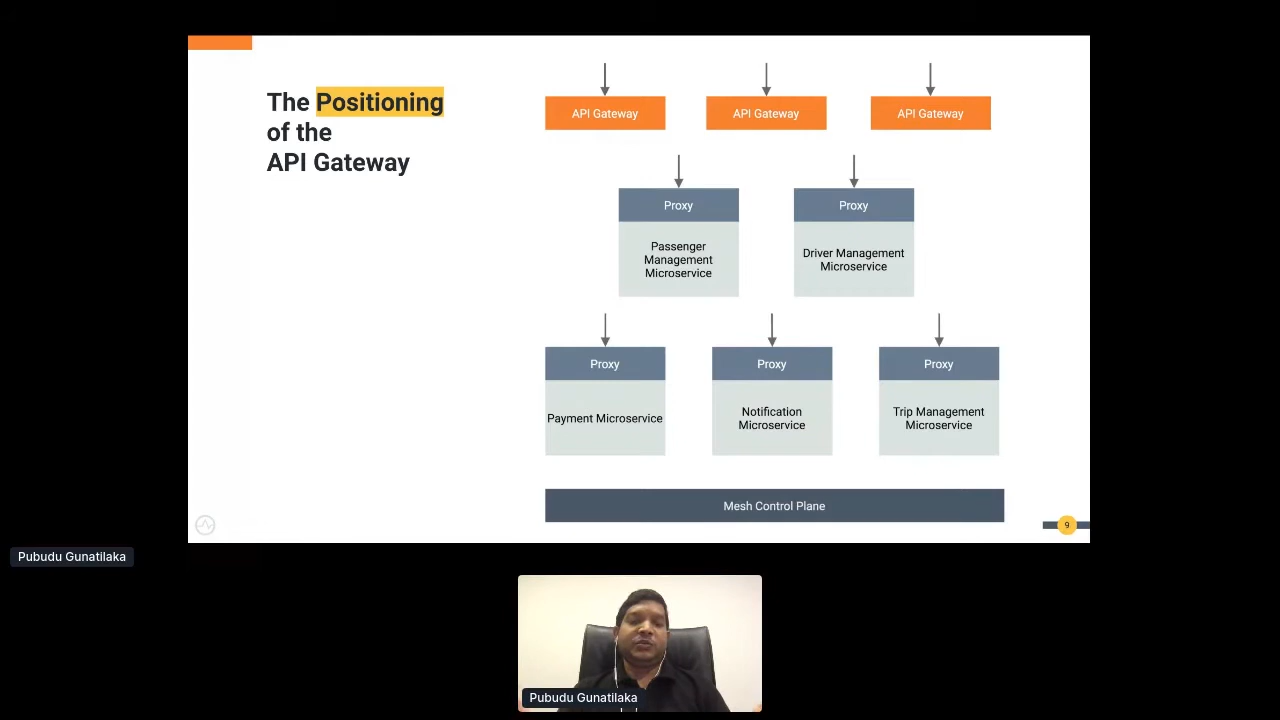 The Positioning
of the
API Gateway
API Gateway
API Gateway
API Gateway
Proxy
Passenger
Management
Microservice
Proxy
Driver Management
Microservice
Proxy
Payment Microservice
Proxy
Notification
Microservice
Proxy
Trip Management
Microservice
Mesh Control Plane
9
Pubudu Gunatilaka
Pubudu Gunatilaka